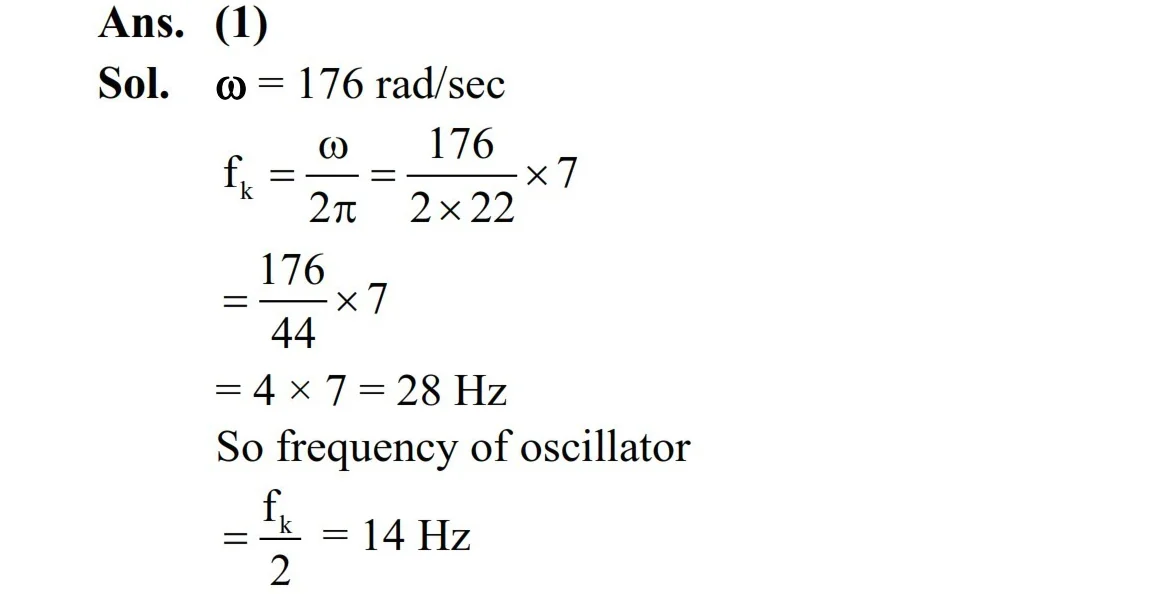 Ans. (1)
Sol. ω = 176 rad/sec
f_k = ω/2π = 176/(2 × 22) × 7
= 176/44 × 7
= 4 × 7 = 28 Hz
So frequency of oscillator
= f_k/2 = 14 Hz